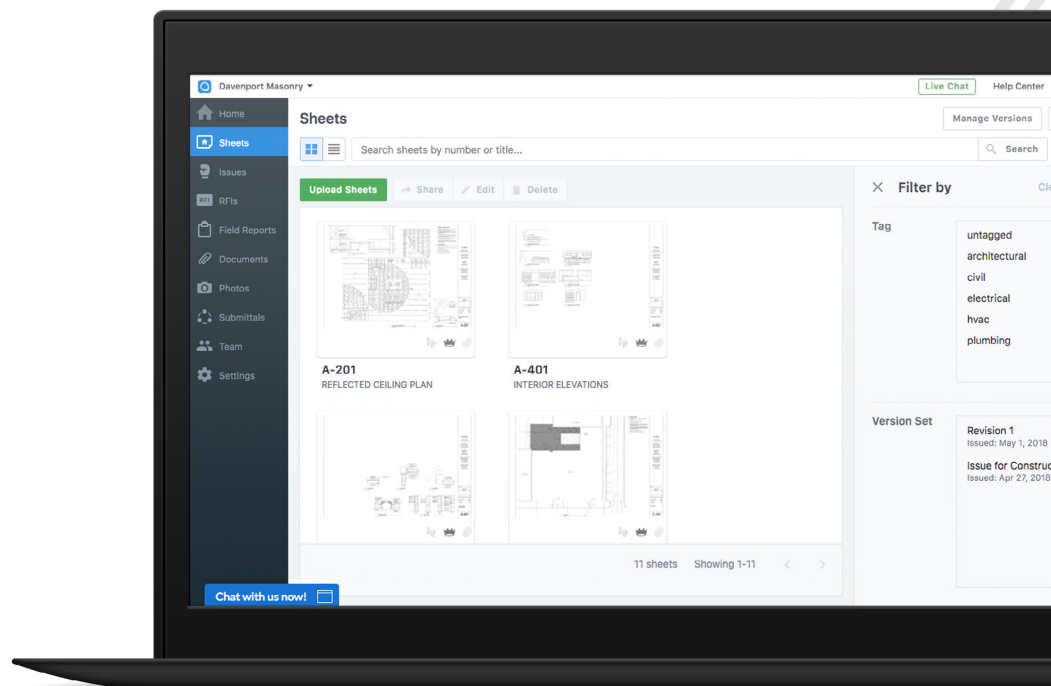 Davenport Masonry
Live Chat
Help Center
Home
Sheets
Issues
RFI
RFIs
Field Reports
Documents
Photos
Submittals
Team
Settings
Sheets
Manage Versions
Search sheets by number or title...
Search
Upload Sheets
Share
Edit
Delete
A-201
A-201
REFLECTED CEILING PLAN
A-401
A-401
INTERIOR ELEVATIONS
11 sheets
Showing 1-11
Filter by
Tag
untagged
architectural
civil
electrical
hvac
plumbing
Version Set
Revision 1
Issued: May 1, 2018
Issue for Construc
Issued: Apr 27, 2018
Chat with us now!